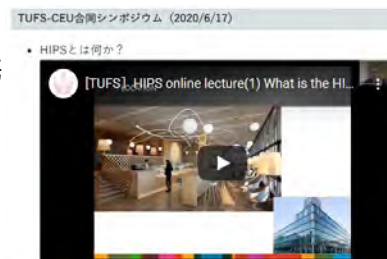 TUFS-CEU合同シンポジウム（2020/6/17）
• HIPSとは何か？
[TUFS]_HIPS online lecture(1) What is the HI...